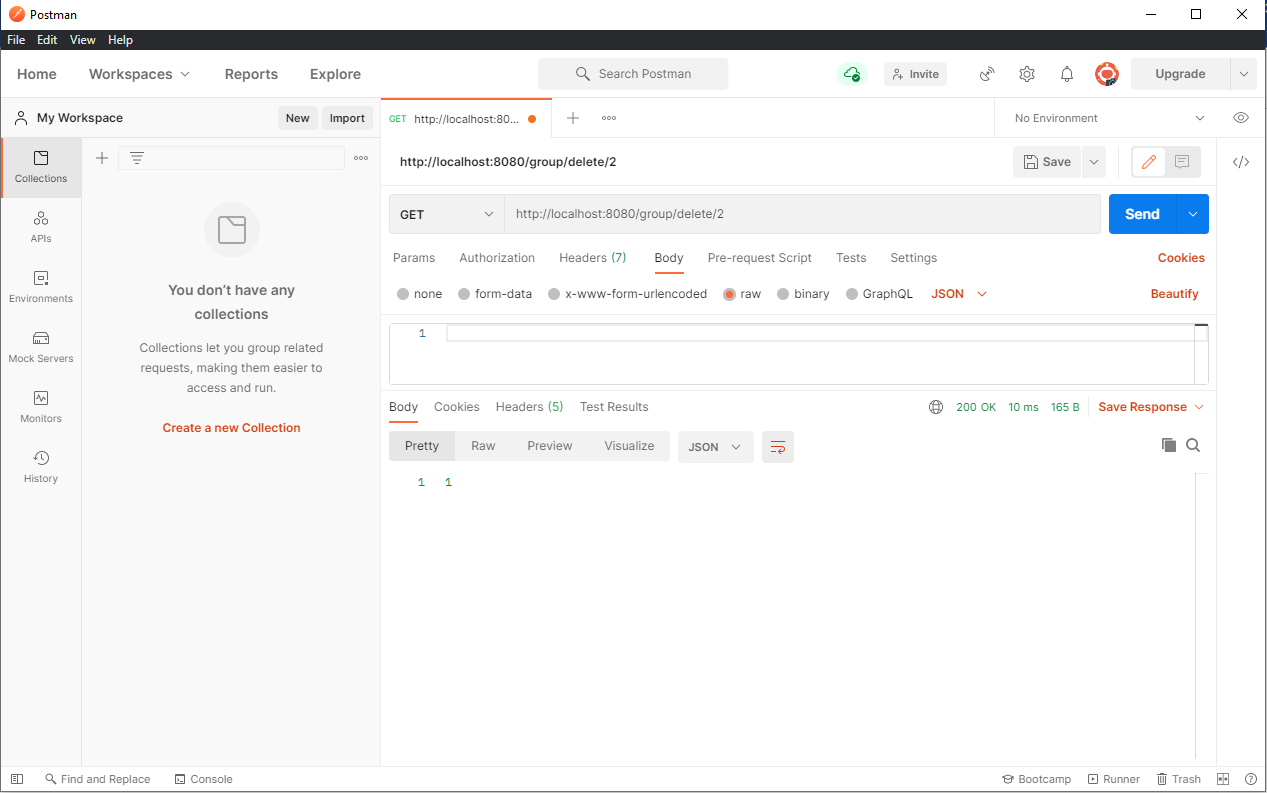 Postman
File Edit View Help
Home Workspaces Reports Explore Search Postman Invite Upgrade
My Workspace New Import
GET http://localhost:80... No Environment
Collections
APIs
Environments
Mock Servers
Monitors
History
You don't have any
collections
Collections let you group related
requests, making them easier to
access and run.
Create a new Collection
http://localhost:8080/group/delete/2 Save
GET http://localhost:8080/group/delete/2 Send
Params Authorization Headers (7) Body Pre-request Script Tests Settings Cookies
none form-data x-www-form-urlencoded raw binary GraphQL JSON Beautify
1
Body Cookies Headers (5) Test Results 200 OK 10 ms 165 B Save Response
Pretty Raw Preview Visualize JSON
1 1
Find and Replace Console Bootcamp Runner Trash